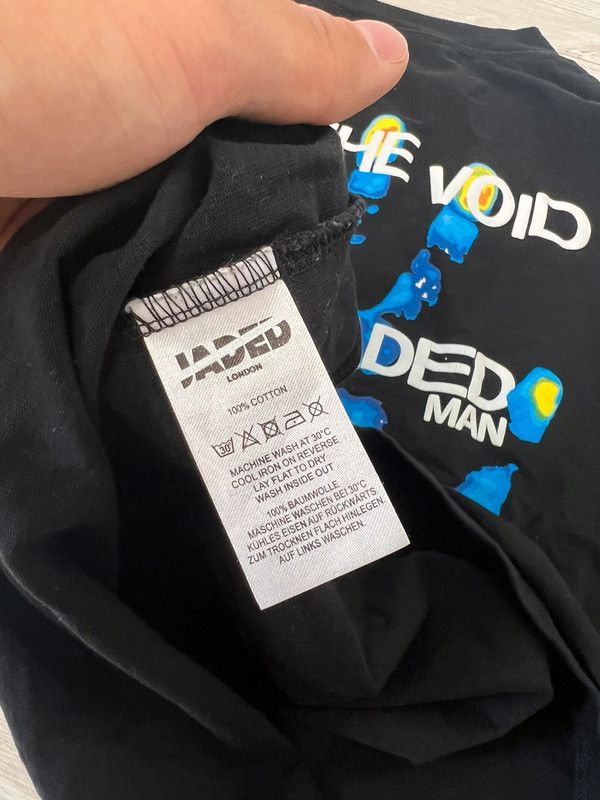 HE VOID
DED
MAN
JADED
LONDON
100% COTTON
30
MACHINE WASH AT 30°C
COOL IRON ON REVERSE
LAY FLAT TO DRY
WASH INSIDE OUT
100% BAUMWOLLE
MASCHINE WASCHEN BEI 30°C
KÜHLES EISEN AUF RÜCKWÄRTS
ZUM TROCKNEN FLACH HINLEGEN.
AUF LINKS WASCHEN.